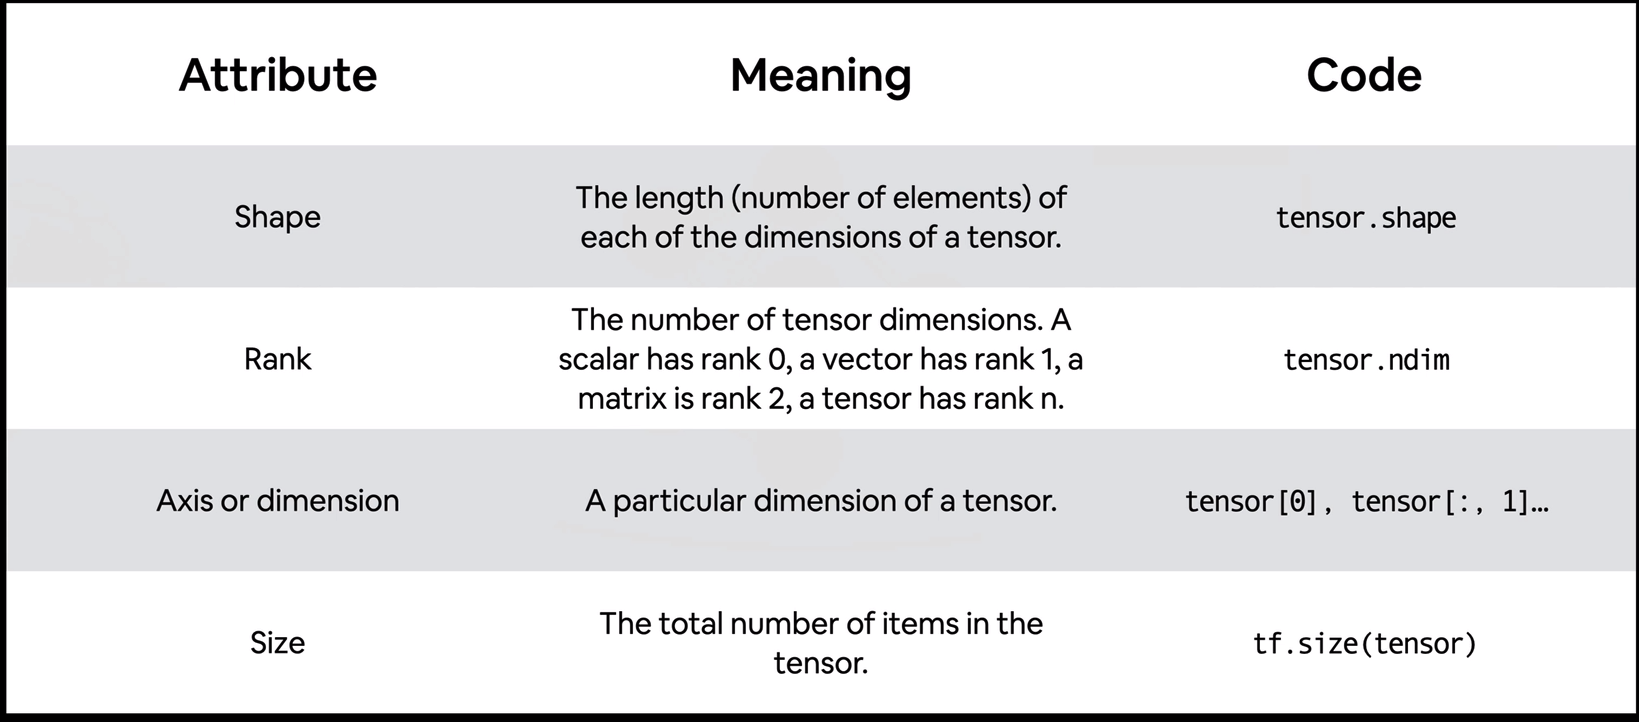 Attribute Meaning Code
Shape
The length (number of elements) of
each of the dimensions of a tensor.
tensor.shape
Rank
The number of tensor dimensions. A
scalar has rank 0, a vector has rank 1, a
matrix is rank 2, a tensor has rank n.
tensor.ndim
Axis or dimension
A particular dimension of a tensor.
tensor[0], tensor[:, 1]…
Size
The total number of items in the
tensor.
tf.size(tensor)